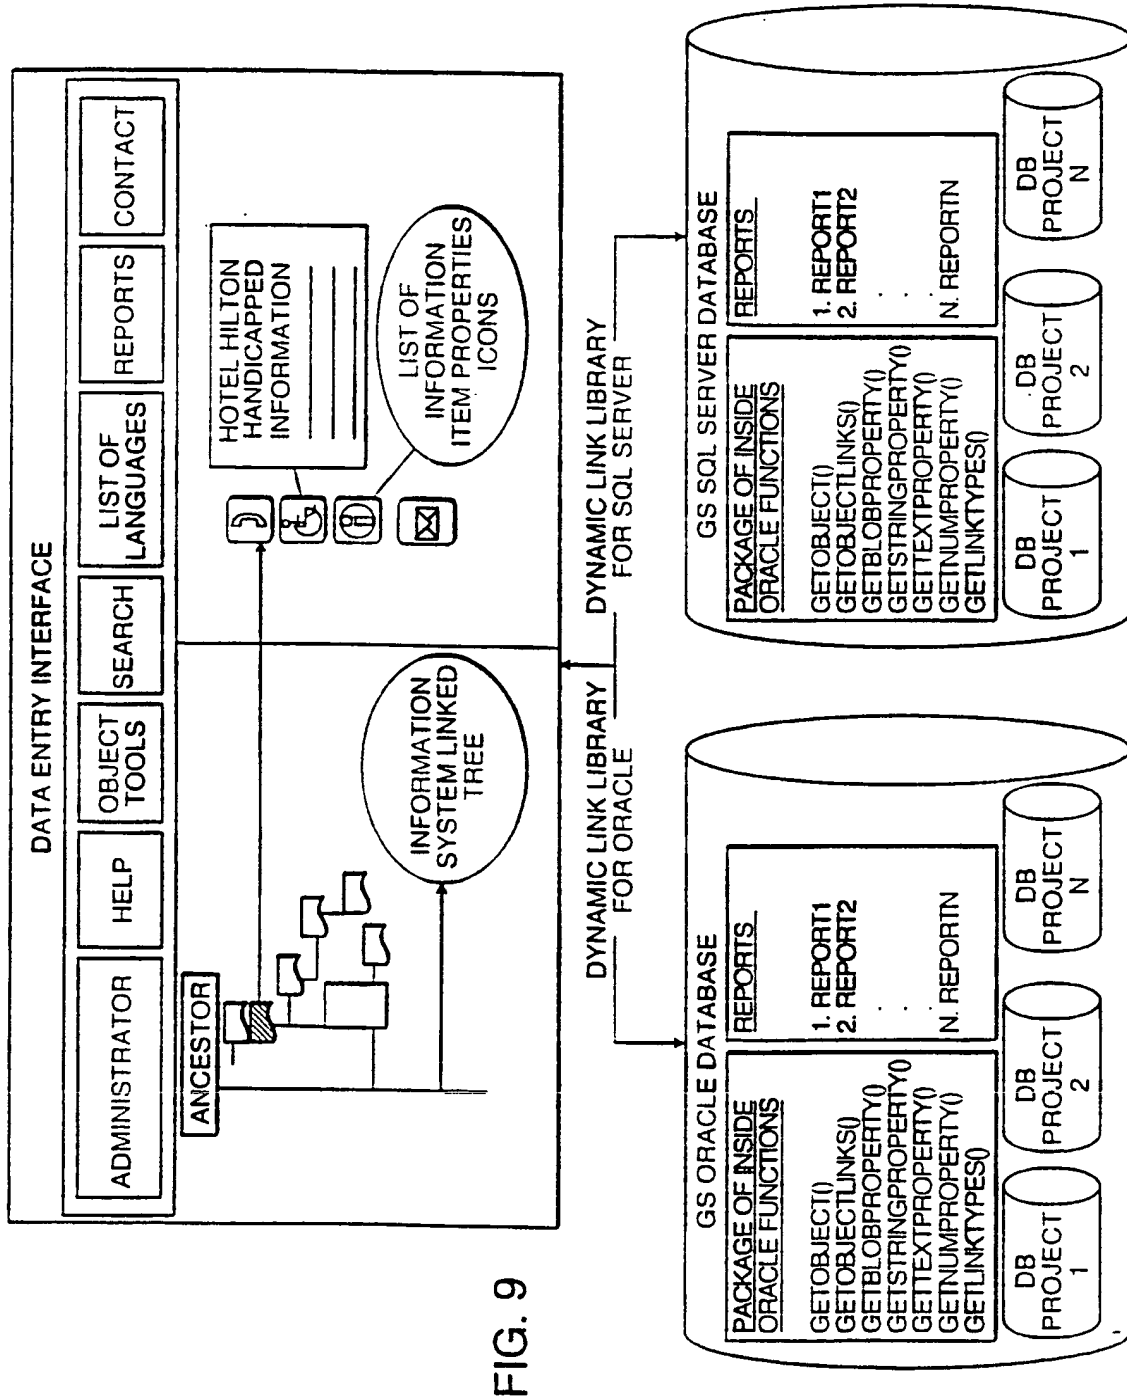 DATA ENTRY INTERFACE
ADMINISTRATOR
HELP
OBJECT
TOOLS
SEARCH
LIST OF
LANGUAGES
REPORTS
CONTACT
ANCESTOR
INFORMATION
SYSTEM LINKED
TREE
HOTEL HILTON
HANDICAPPED
INFORMATION
LIST OF
INFORMATION
ITEM PROPERTIES
ICONS
FIG. 9
DYNAMIC LINK LIBRARY
FOR ORACLE
DYNAMIC LINK LIBRARY
FOR SQL SERVER
GS ORACLE DATABASE
PACKAGE OF INSIDE
ORACLE FUNCTIONS
GETOBJECT()
GETOBJECTLINKS()
GETBLOBPROPERTY()
GETSTRINGPROPERTY()
GETTEXTPROPERTY()
GETNUMPROPERTY()
GETLINKTYPES()
REPORTS
1. REPORT1
2. REPORT2
N. REPORTN
DB
PROJECT
1
DB
PROJECT
2
DB
PROJECT
N
GS SQL SERVER DATABASE
PACKAGE OF INSIDE
ORACLE FUNCTIONS
GETOBJECT()
GETOBJECTLINKS()
GETBLOBPROPERTY()
GETSTRINGPROPERTY()
GETTEXTPROPERTY()
GETNUMPROPERTY()
GETLINKTYPES()
REPORTS
1. REPORT1
2. REPORT2
N. REPORTN
DB
PROJECT
1
DB
PROJECT
2
DB
PROJECT
N